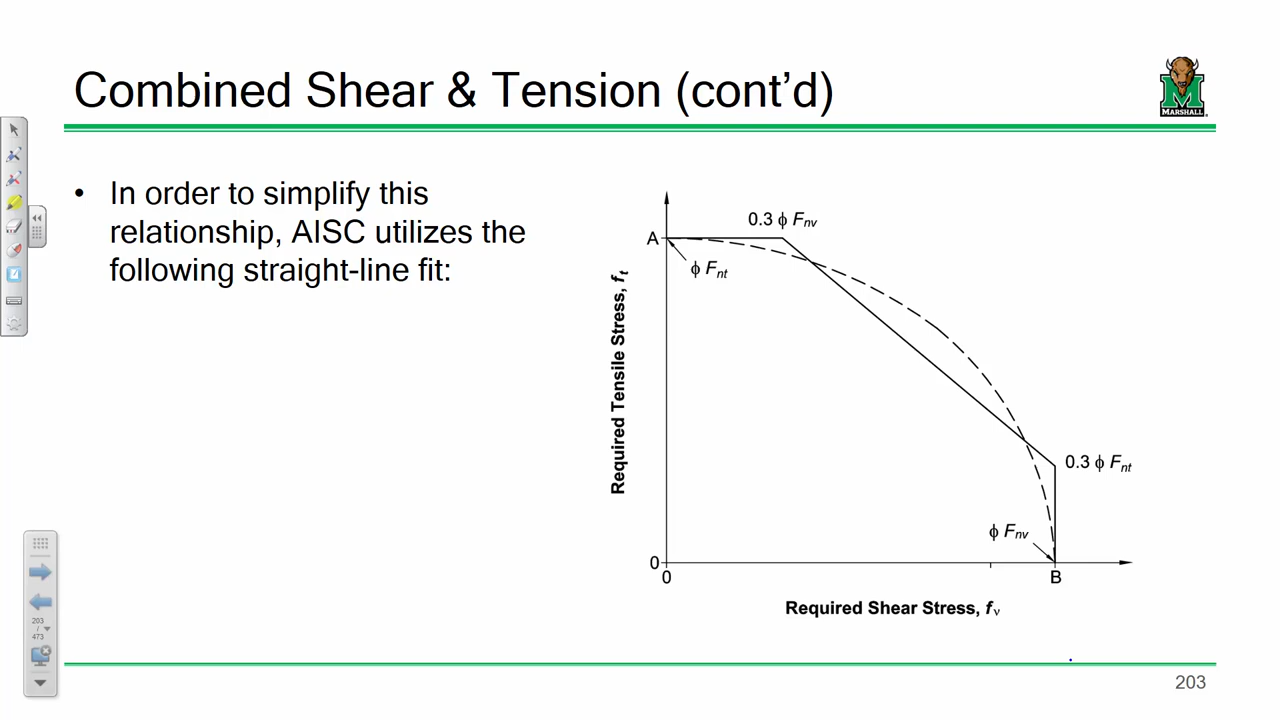 Combined Shear & Tension (cont’d)
MARSHALL
• In order to simplify this
relationship, AISC utilizes the
following straight-line fit:
0.3 ϕ Fnv
A
ϕ Fnt
Required Tensile Stress, ft
0.3 ϕ Fnt
ϕ Fnv
0
0
B
Required Shear Stress, fv
203
/
473
203